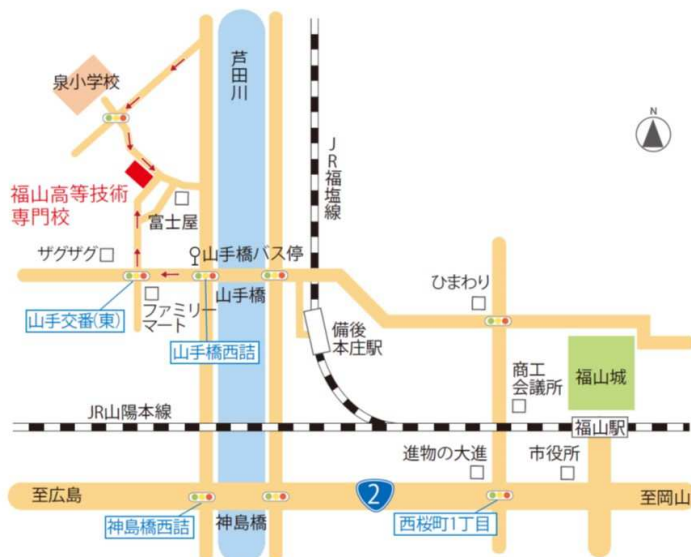 泉小学校
芦田川
JR福塩線
N
福山高等技術
専門校
富士屋
ザグザグ
山手橋バス停
山手橋
ひまわり
山手交番(東)
ファミリー
マート
山手橋西詰
備後
本庄駅
商工
会議所
福山城
JR山陽本線
福山駅
進物の大進
市役所
至広島
2
至岡山
神島橋西詰
神島橋
西桜町1丁目